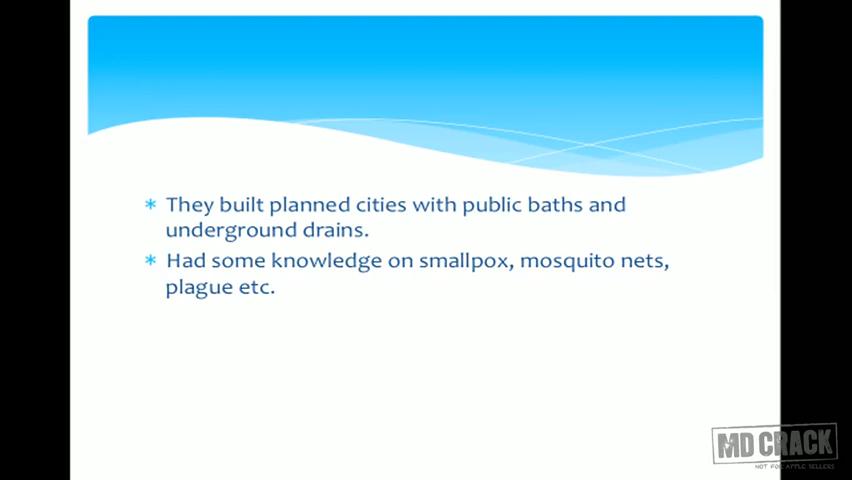 * They built planned cities with public baths and
underground drains.
* Had some knowledge on smallpox, mosquito nets,
plague etc.
MD CRACK
NOT FOR APPLE SELLERS